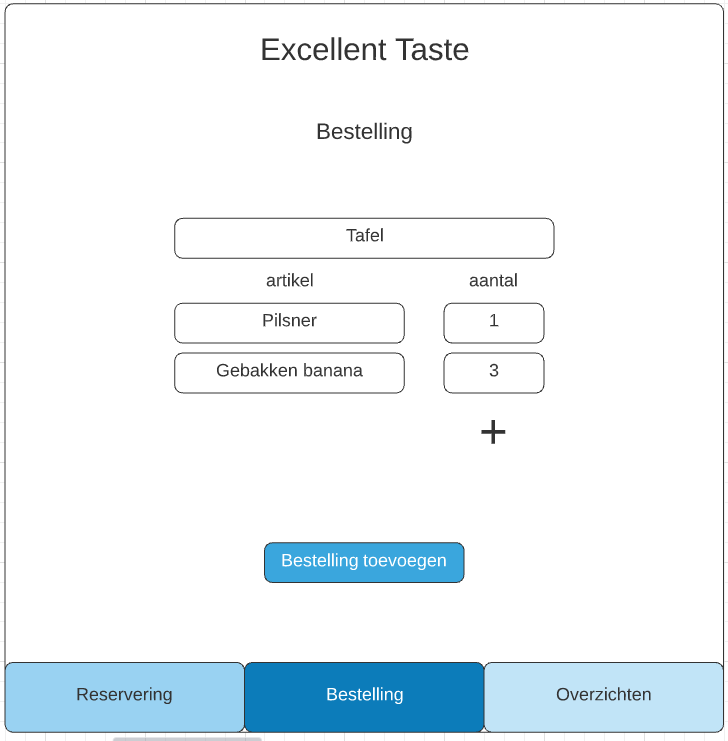 Excellent Taste
Bestelling
Tafel
artikel aantal
Pilsner 1
Gebakken banana 3
+
Bestelling toevoegen
Reservering Bestelling Overzichten